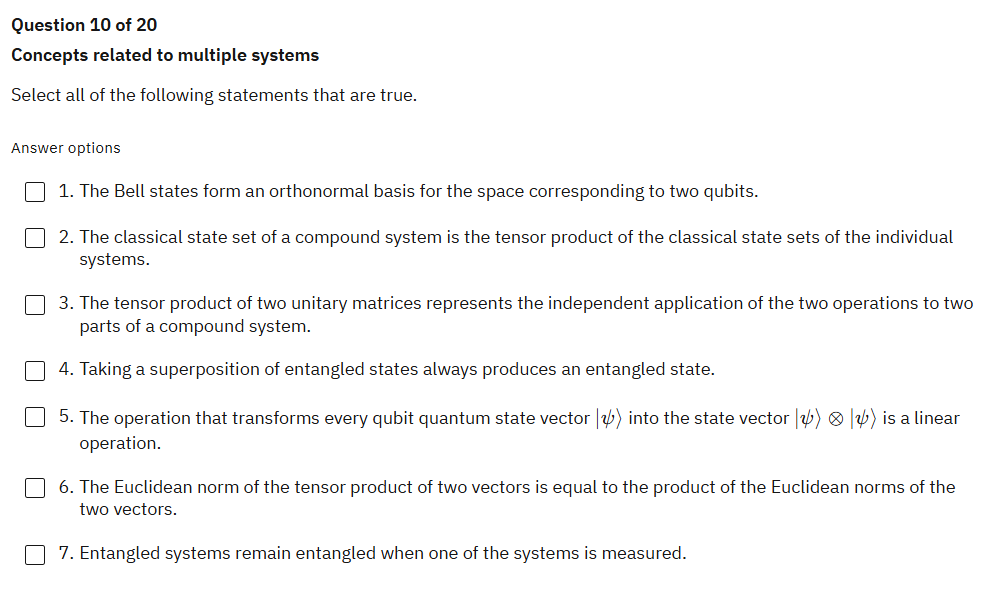 Question 10 of 20
Concepts related to multiple systems
Select all of the following statements that are true.
Answer options
1. The Bell states form an orthonormal basis for the space corresponding to two qubits.
2. The classical state set of a compound system is the tensor product of the classical state sets of the individual
systems.
3. The tensor product of two unitary matrices represents the independent application of the two operations to two
parts of a compound system.
4. Taking a superposition of entangled states always produces an entangled state.
5. The operation that transforms every qubit quantum state vector |ψ⟩ into the state vector |ψ⟩ ⊗ |ψ⟩ is a linear
operation.
6. The Euclidean norm of the tensor product of two vectors is equal to the product of the Euclidean norms of the
two vectors.
7. Entangled systems remain entangled when one of the systems is measured.